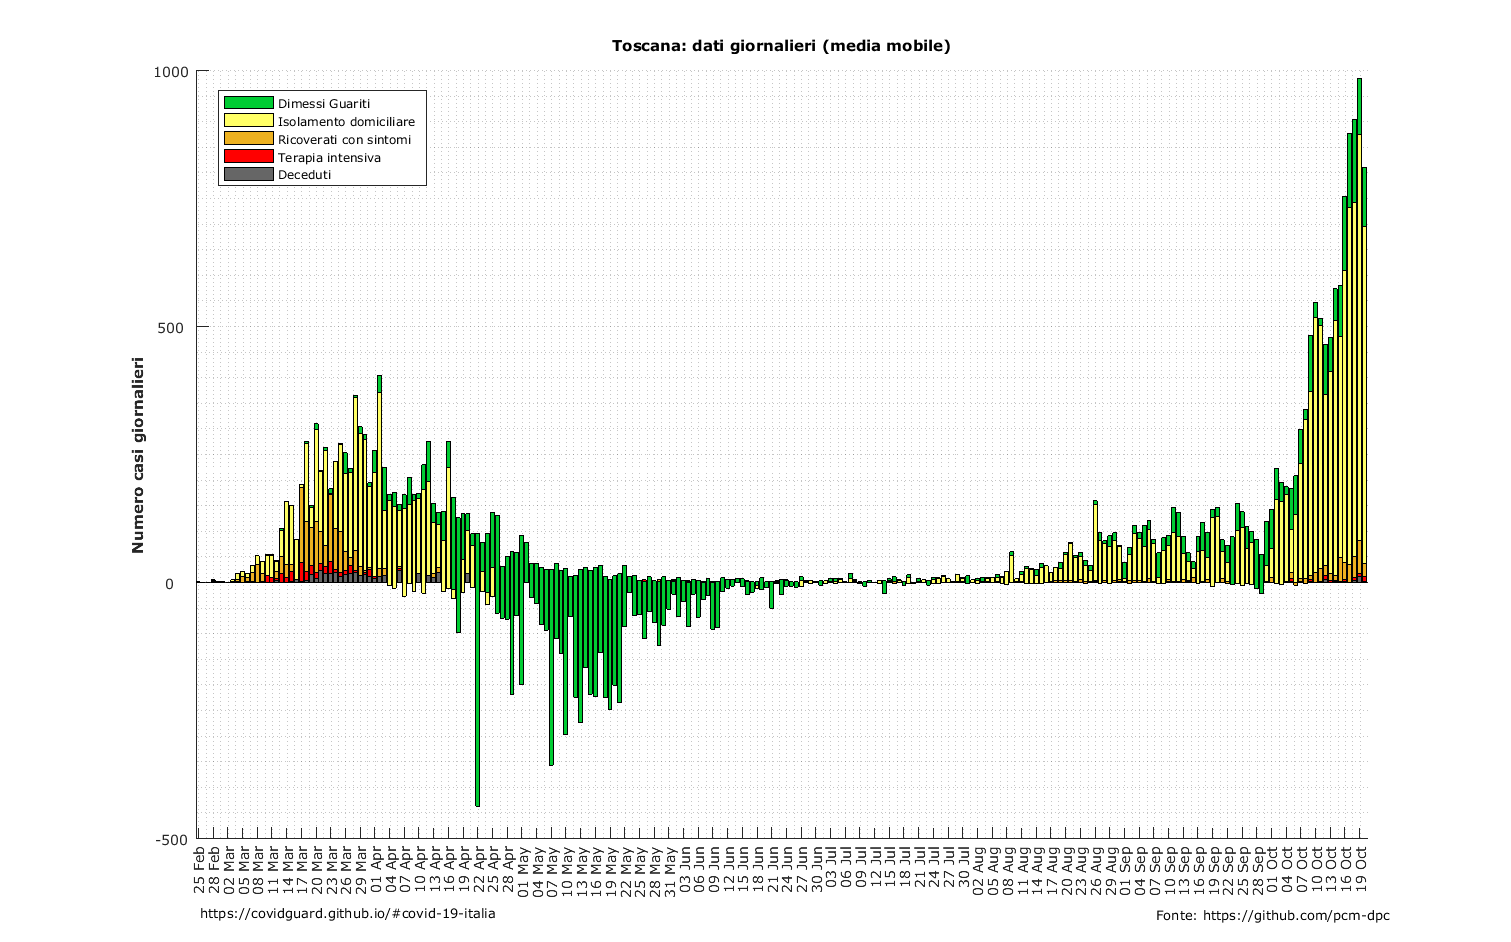 Toscana: dati giornalieri (media mobile)
Numero casi giornalieri
1000
500
0
-500
Dimessi Guariti
Isolamento domiciliare
Ricoverati con sintomi
Terapia intensiva
Deceduti
25 Feb
28 Feb
02 Mar
05 Mar
08 Mar
11 Mar
14 Mar
17 Mar
20 Mar
23 Mar
26 Mar
29 Mar
01 Apr
04 Apr
07 Apr
10 Apr
13 Apr
16 Apr
19 Apr
22 Apr
25 Apr
28 Apr
01 May
04 May
07 May
10 May
13 May
16 May
19 May
22 May
25 May
28 May
31 May
03 Jun
06 Jun
09 Jun
12 Jun
15 Jun
18 Jun
21 Jun
24 Jun
27 Jun
30 Jun
03 Jul
06 Jul
09 Jul
12 Jul
15 Jul
18 Jul
21 Jul
24 Jul
27 Jul
30 Jul
02 Aug
05 Aug
08 Aug
11 Aug
14 Aug
17 Aug
20 Aug
23 Aug
26 Aug
29 Aug
01 Sep
04 Sep
07 Sep
10 Sep
13 Sep
16 Sep
19 Sep
22 Sep
25 Sep
28 Sep
01 Oct
04 Oct
07 Oct
10 Oct
13 Oct
16 Oct
19 Oct
https://covidguard.github.io/#covid-19-italia
Fonte: https://github.com/pcm-dpc